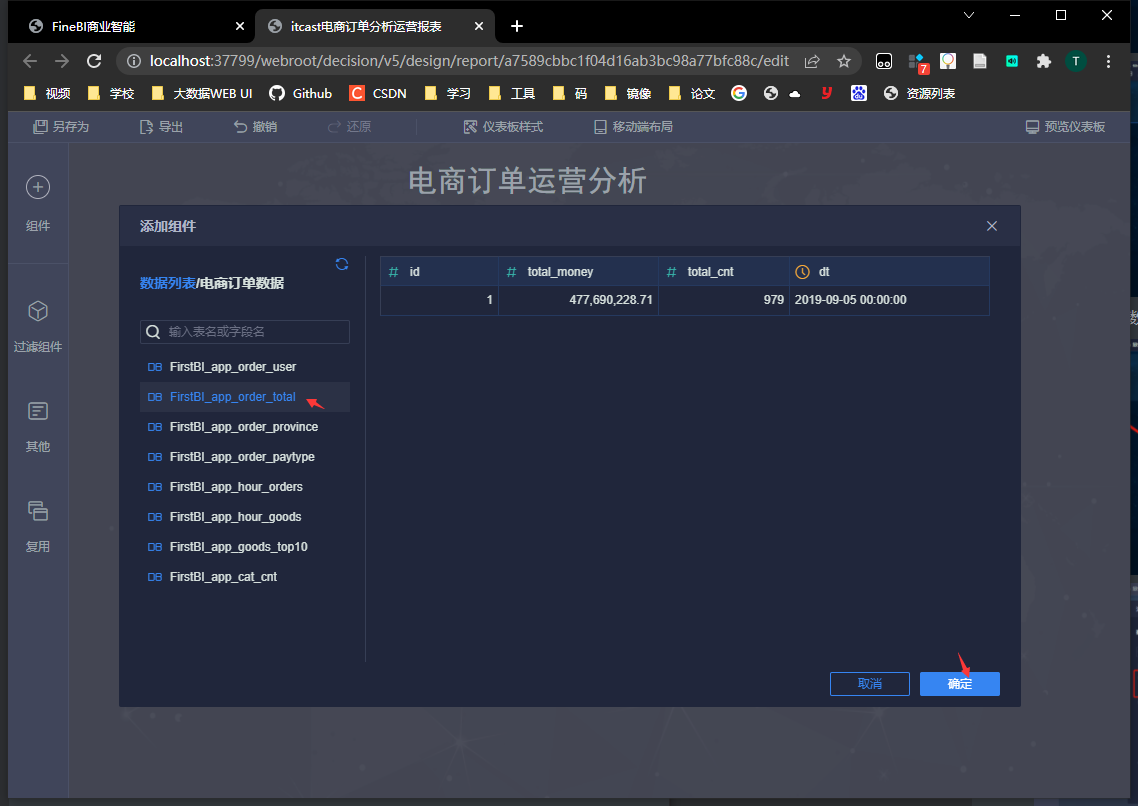 FineBI商业智能
itcast电商订单分析运营报表
localhost:37799/webroot/decision/v5/design/report/a7589cbbc1f04d16ab3bc98a77bfc88c/edit
7
T
视频 学校 大数据WEB UI Github CSDN 学习 工具 码 镜像 论文 资源列表
另存为 导出 撤销 还原 仪表板样式 移动端布局 预览仪表板
电商订单运营分析
组件
过滤组件
其他
复用
添加组件
数据列表/电商订单数据
输入表名或字段名
DB FirstBI_app_order_user
DB FirstBI_app_order_total
DB FirstBI_app_order_province
DB FirstBI_app_order_paytype
DB FirstBI_app_hour_orders
DB FirstBI_app_hour_goods
DB FirstBI_app_goods_top10
DB FirstBI_app_cat_cnt
# id # total_money # total_cnt dt
1 477,690,228.71 979 2019-09-05 00:00:00
取消 确定